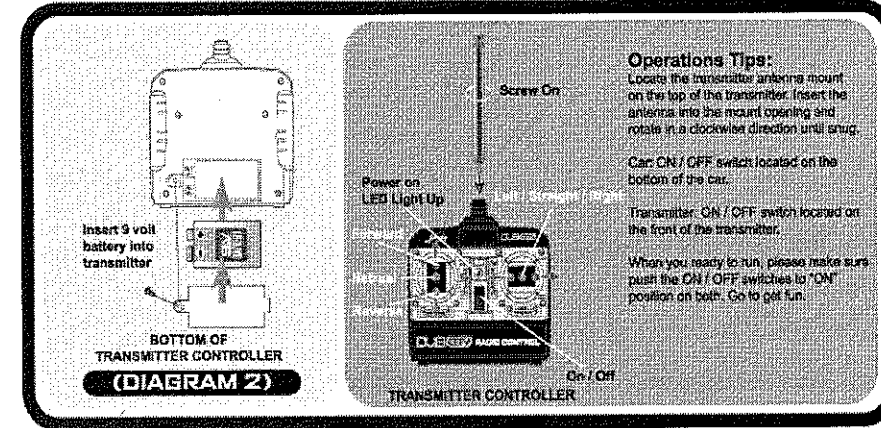 Insert 9 volt
battery into
transmitter
BOTTOM OF
TRANSMITTER CONTROLLER
(DIAGRAM 2)
Screw On
Power on
LED Light Up
Left / Straight / Right
Reverse
RADIO CONTROL
On / Off
TRANSMITTER CONTROLLER
Operations Tips:
Locate the transmitter antenna mount
on the top of the transmitter. Insert the
antenna into the mount opening and
rotate in a clockwise direction until snug.
Car: ON / OFF switch located on the
bottom of the car.
Transmitter: ON / OFF switch located on
the front of the transmitter.
When you ready to run, please make sure
push the ON / OFF switches to "ON"
position on both. Go to get fun.